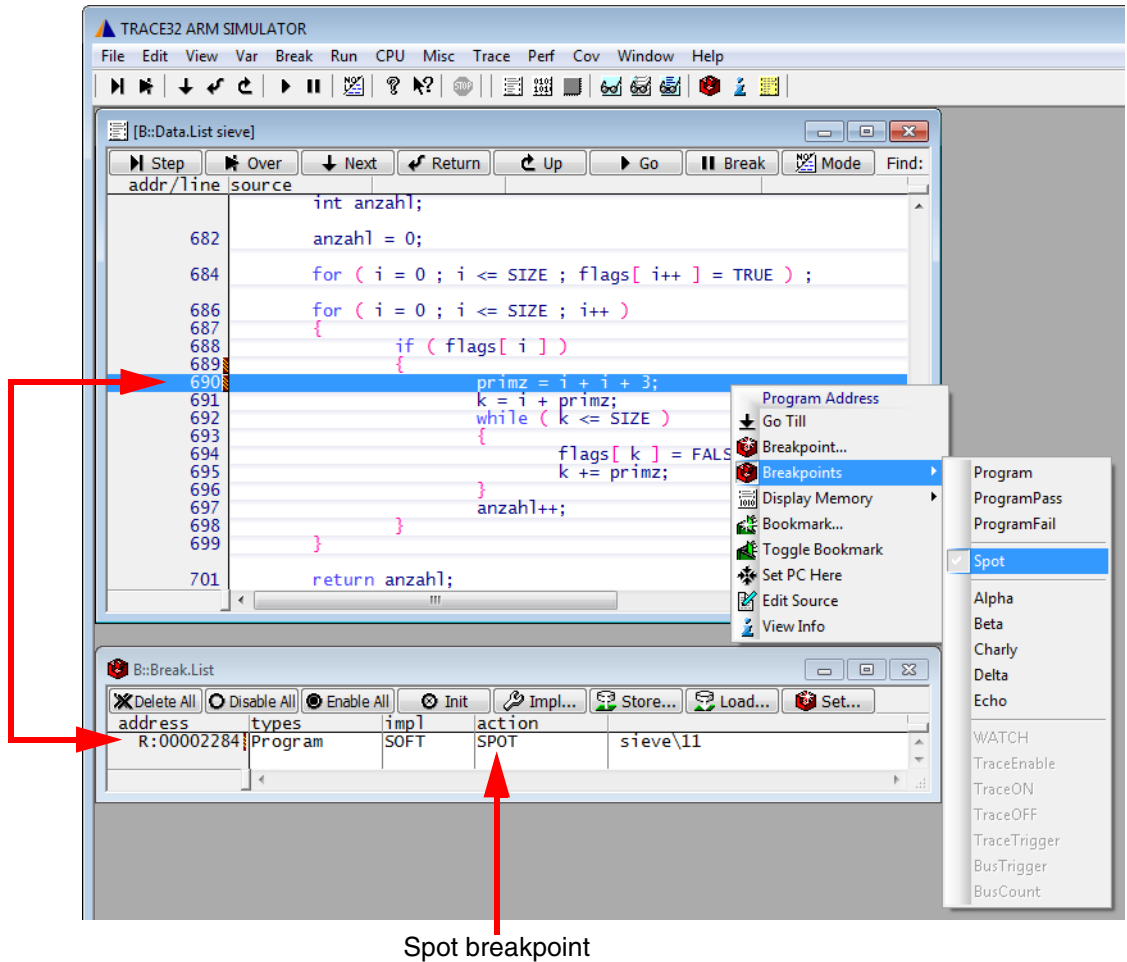 TRACE32 ARM SIMULATOR
File Edit View Var Break Run CPU Misc Trace Perf Cov Window Help
[B::Data.List sieve]
Step Over Next Return Up Go Break Mode Find:
addr/line source
int anzahl;
682 anzahl = 0;
684 for ( i = 0 ; i <= SIZE ; flags[ i++ ] = TRUE ) ;
686 for ( i = 0 ; i <= SIZE ; i++ )
687 {
688 if ( flags[ i ] )
689 {
690 primz = i + i + 3;
691 k = i + primz;
692 while ( k <= SIZE )
693 {
694 flags[ k ] = FALS
695 k += primz;
696 }
697 anzahl++;
698 }
699 }
701 return anzahl;
Program Address
Go Till
Breakpoint...
Breakpoints
Display Memory
Bookmark...
Toggle Bookmark
Set PC Here
Edit Source
View Info
Program
ProgramPass
ProgramFail
Spot
Alpha
Beta
Charly
Delta
Echo
WATCH
TraceEnable
TraceON
TraceOFF
TraceTrigger
BusTrigger
BusCount
B::Break.List
Delete All Disable All Enable All Init Impl... Store... Load... Set...
address types impl action
R:00002284 Program SOFT SPOT sieve\11
Spot breakpoint